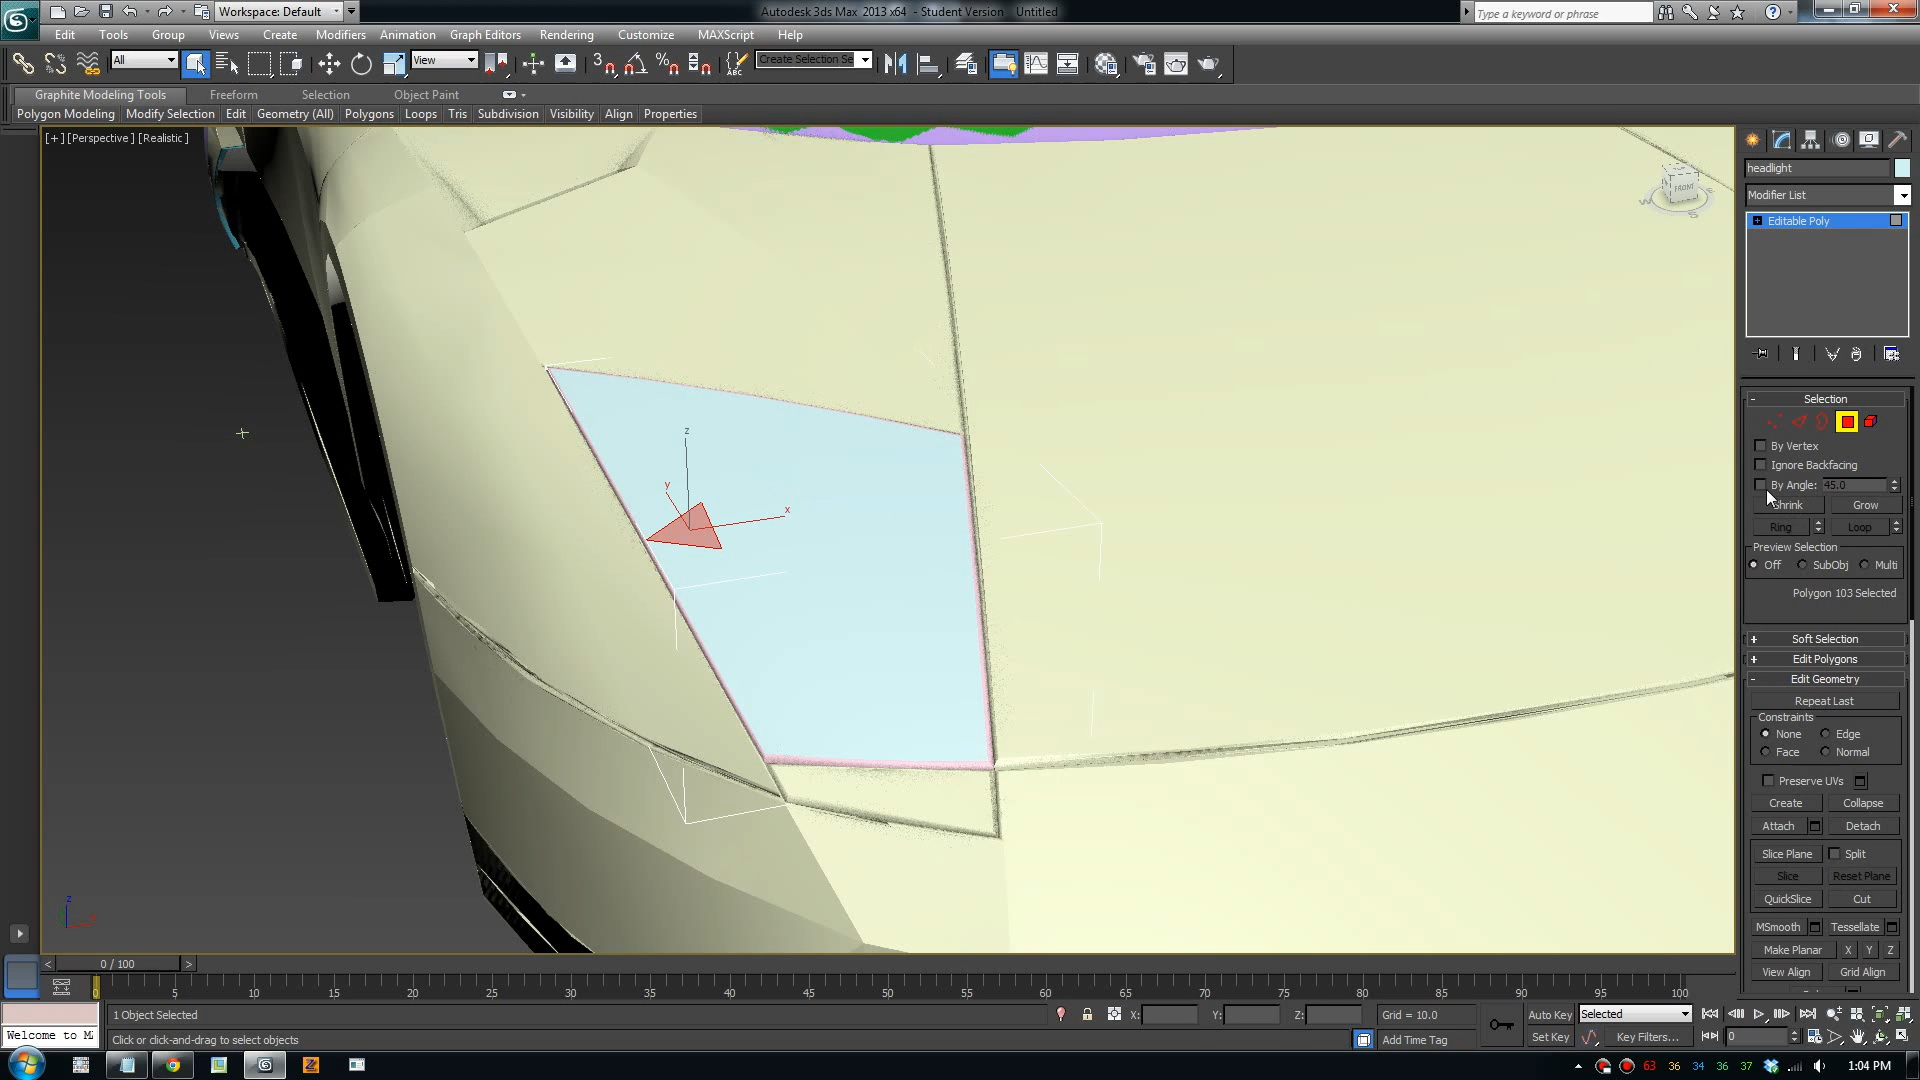 Workspace: Default
Autodesk 3ds Max 2013 x64 - Student Version Untitled
Type a keyword or phrase
Edit Tools Group Views Create Modifiers Animation Graph Editors Rendering Customize MAXScript Help
All
View
3
Create Selection Se
Graphite Modeling Tools Freeform Selection Object Paint
Polygon Modeling Modify Selection Edit Geometry (All) Polygons Loops Tris Subdivision Visibility Align Properties
[+] [Perspective] [Realistic]
FRONT
W
S
headlight
Modifier List
Editable Poly
z
y
x
Selection
By Vertex
Ignore Backfacing
By Angle: 45.0
Shrink Grow
Ring Loop
Preview Selection
Off SubObj Multi
Polygon 103 Selected
Soft Selection
Edit Polygons
Edit Geometry
Repeat Last
Constraints
None Edge
Face Normal
Preserve UVs
Create Collapse
Attach Detach
Slice Plane Split
Slice Reset Plane
QuickSlice Cut
MSmooth Tessellate
Make Planar X Y Z
View Align Grid Align
z
< 0 / 100 >
0 5 10 15 20 25 30 35 40 45 50 55 60 65 70 75 80 85 90 95 100
1 Object Selected
X: Y: Z: Grid = 10.0
Auto Key Selected
Welcome to M
Click or click-and-drag to select objects
Add Time Tag
Set Key Key Filters... 0
63 36 34 36 37
1:04 PM